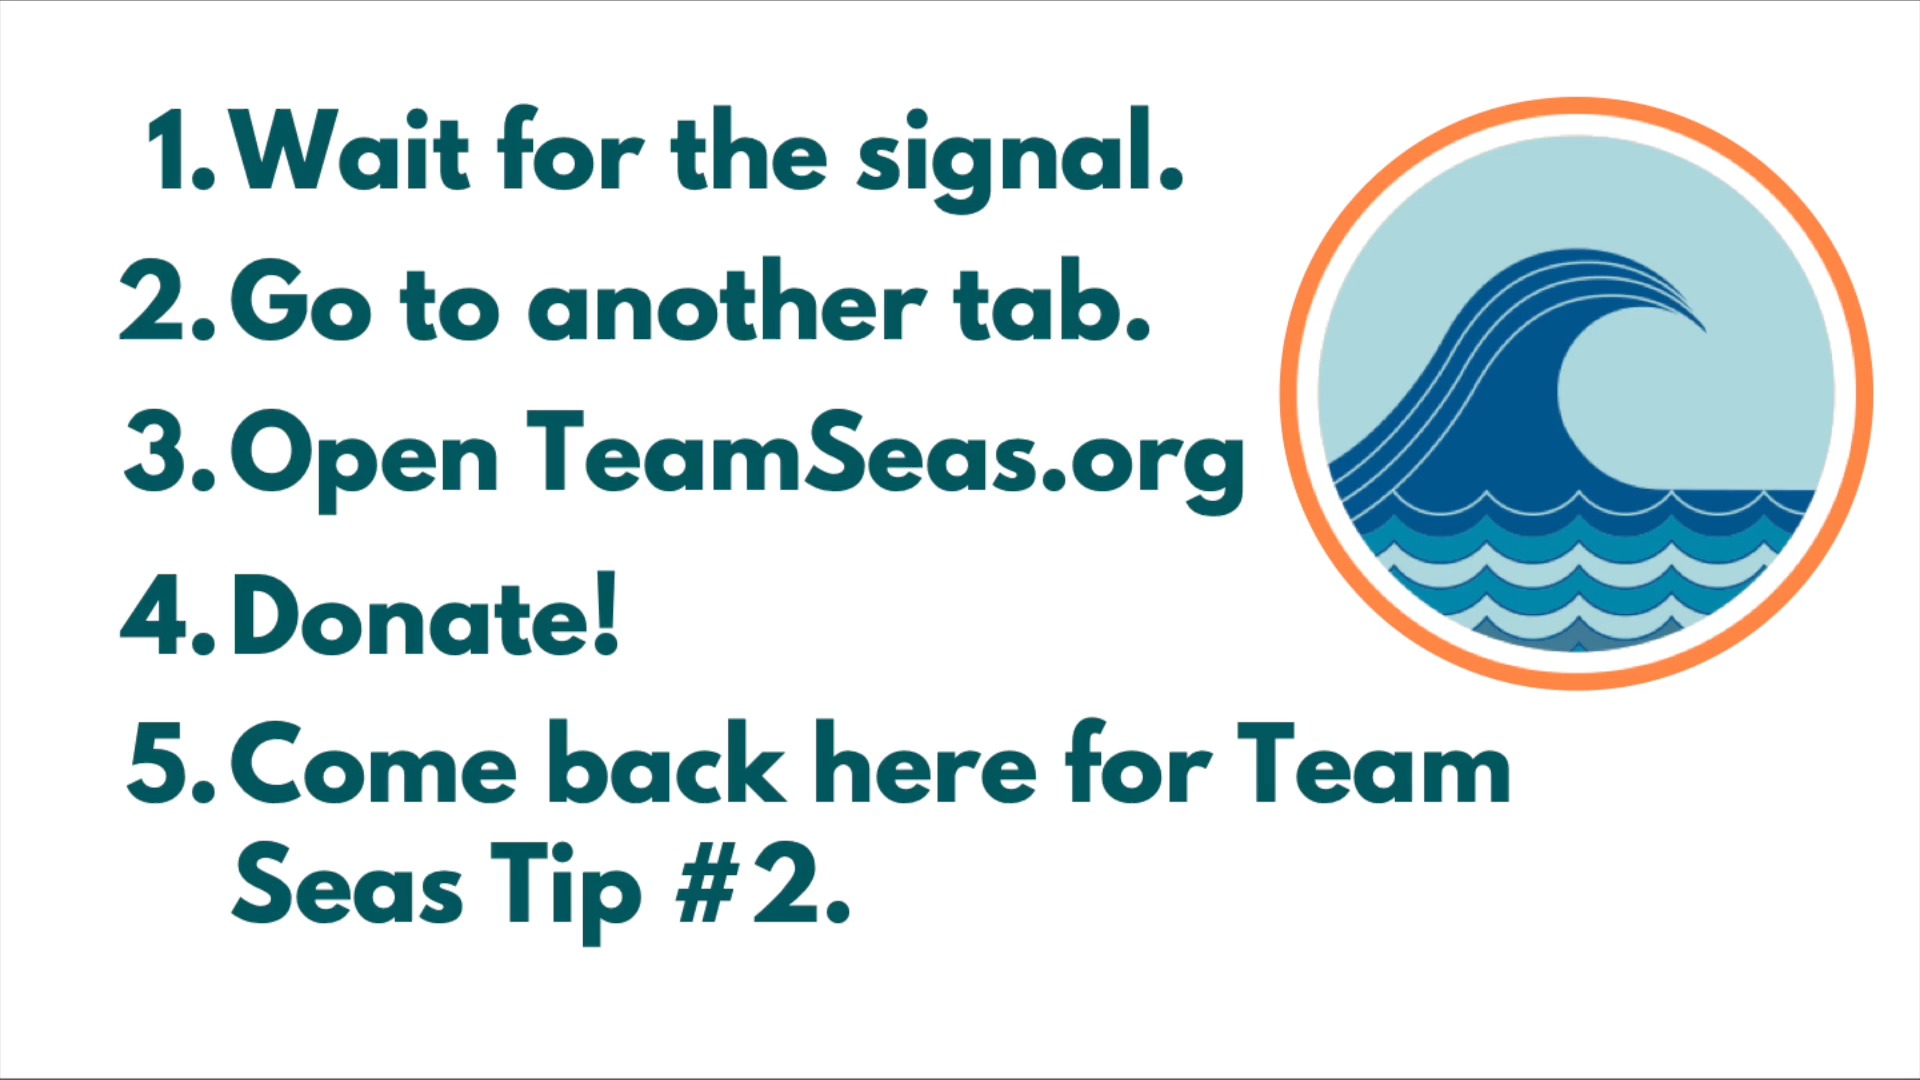 1. Wait for the signal.
2. Go to another tab.
3. Open TeamSeas.org
4. Donate!
5. Come back here for Team
Seas Tip #2.